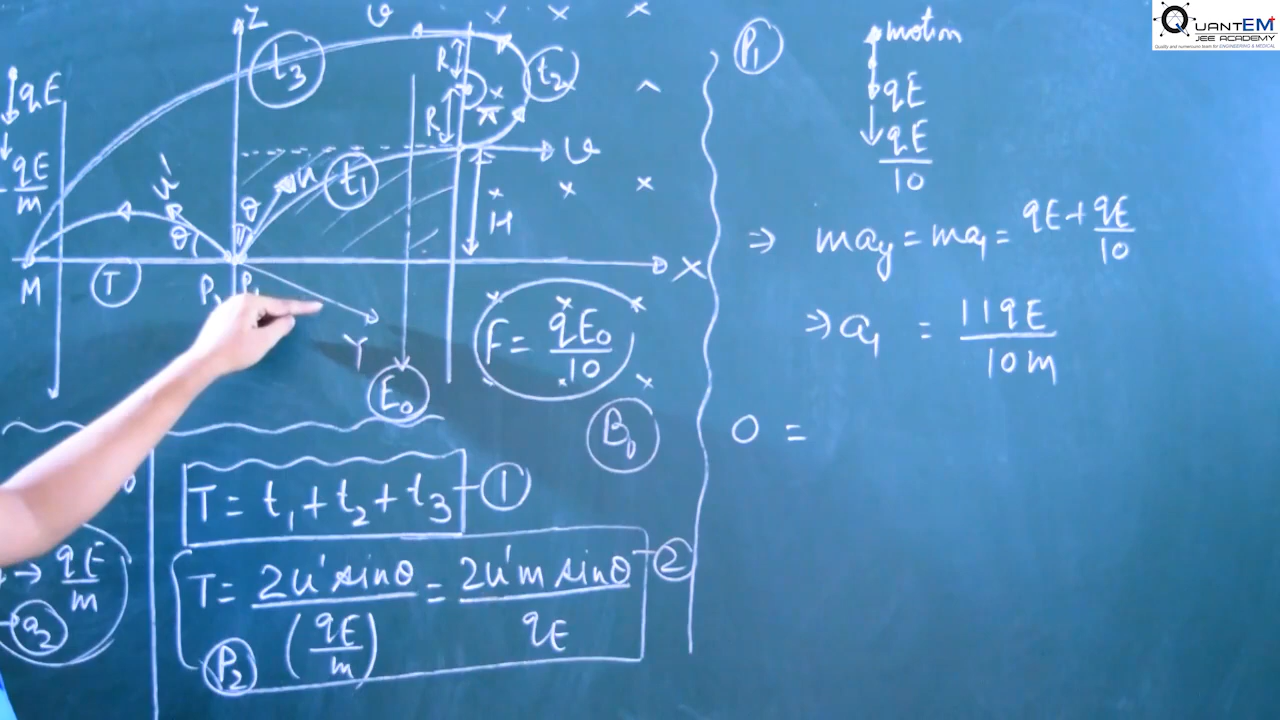 QUANTEM
JEE ACADEMY
Quality and numericals team for ENGINEERING & MEDICAL
Z
v
t3
R
t2
qE
qE/m
R
u'
θ
θ
u
t1
v
H
M
T
P1
X
Y
E0
F = qE0/10
B0
T = t1 + t2 + t3 - 1
T = 2u' sinθ / (qE/m) = 2u'm sinθ / qE - 2
P2
→ qE/m
P1
motion
qE
qE/10
⇒ may = ma1 = qE + qE/10
⇒ a1 = 11qE/10m
0 =